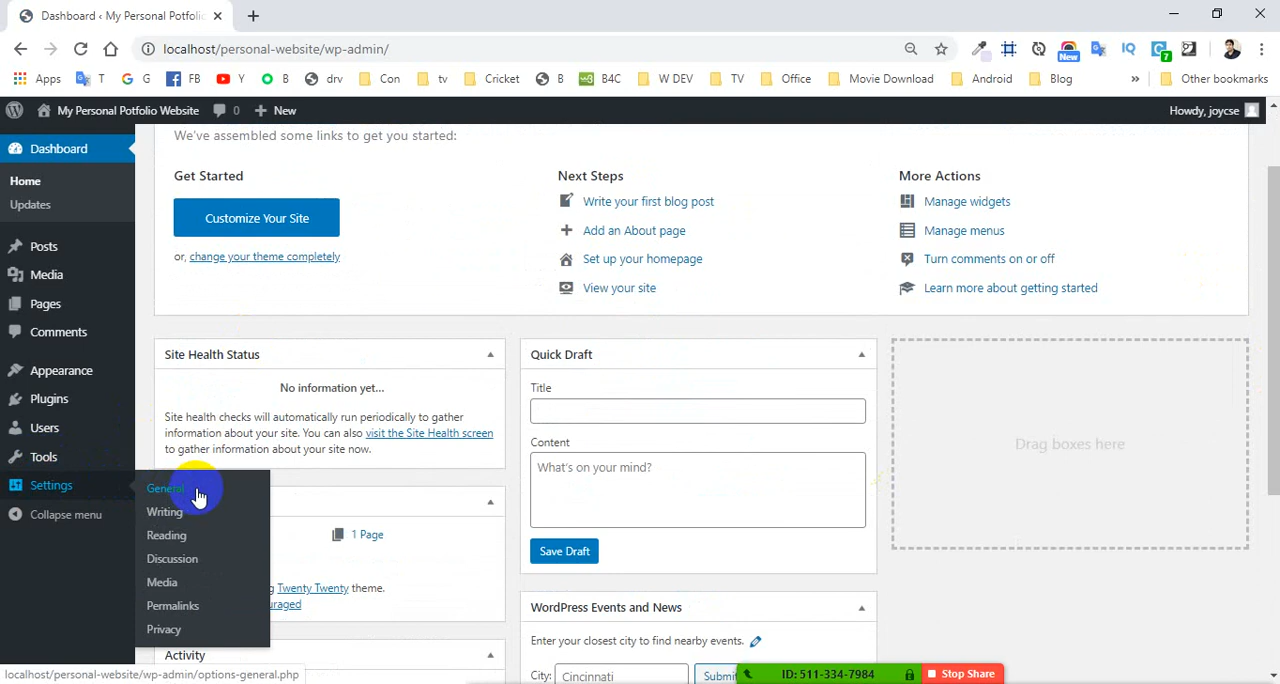 Dashboard ‹ My Personal Potfolio
localhost/personal-website/wp-admin/
New
7
Apps T G FB Y B drv Con tv Cricket B B4C W DEV TV Office Movie Download Android Blog » Other bookmarks
My Personal Potfolio Website 0 + New Howdy, joycse
Dashboard
Home
Updates
Posts
Media
Pages
Comments
Appearance
Plugins
Users
Tools
Settings
Collapse menu
General
Writing
Reading
Discussion
Media
Permalinks
Privacy
We've assembled some links to get you started:
Get Started
Customize Your Site
or, change your theme completely
Next Steps
Write your first blog post
Add an About page
Set up your homepage
View your site
More Actions
Manage widgets
Manage menus
Turn comments on or off
Learn more about getting started
Site Health Status
No information yet...
Site health checks will automatically run periodically to gather
information about your site. You can also visit the Site Health screen
to gather information about your site now.
1 Page
Twenty Twenty theme.
Activity
Quick Draft
Title
Content
What's on your mind?
Save Draft
WordPress Events and News
Enter your closest city to find nearby events.
City: Cincinnati
Drag boxes here
localhost/personal-website/wp-admin/options-general.php
ID: 511-334-7984 Stop Share